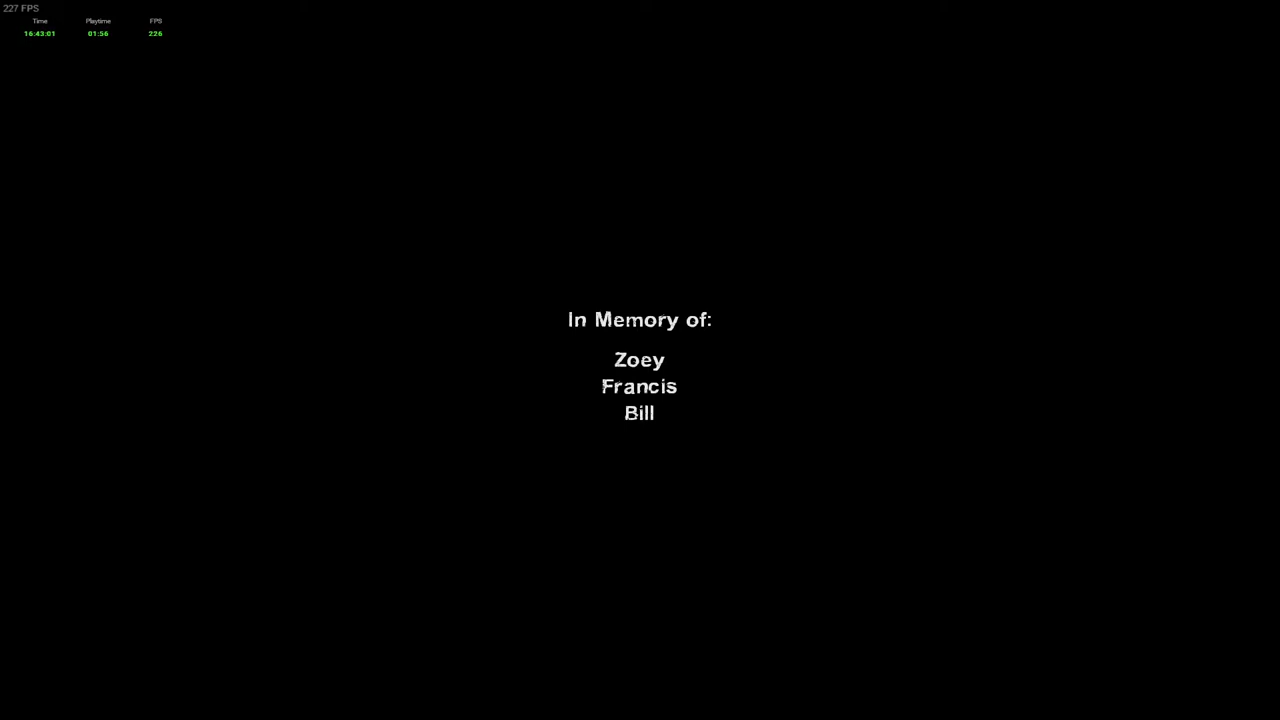 227 FPS
Time Playtime FPS
16:43:01 01:56 226
In Memory of:
Zoey
Francis
Bill